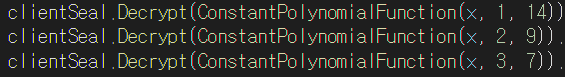 clientSeal.Decrypt(ConstantPolynomialFunction(x, 1, 14))
clientSeal.Decrypt(ConstantPolynomialFunction(x, 2, 9)).
clientSeal.Decrypt(ConstantPolynomialFunction(x, 3, 7)).